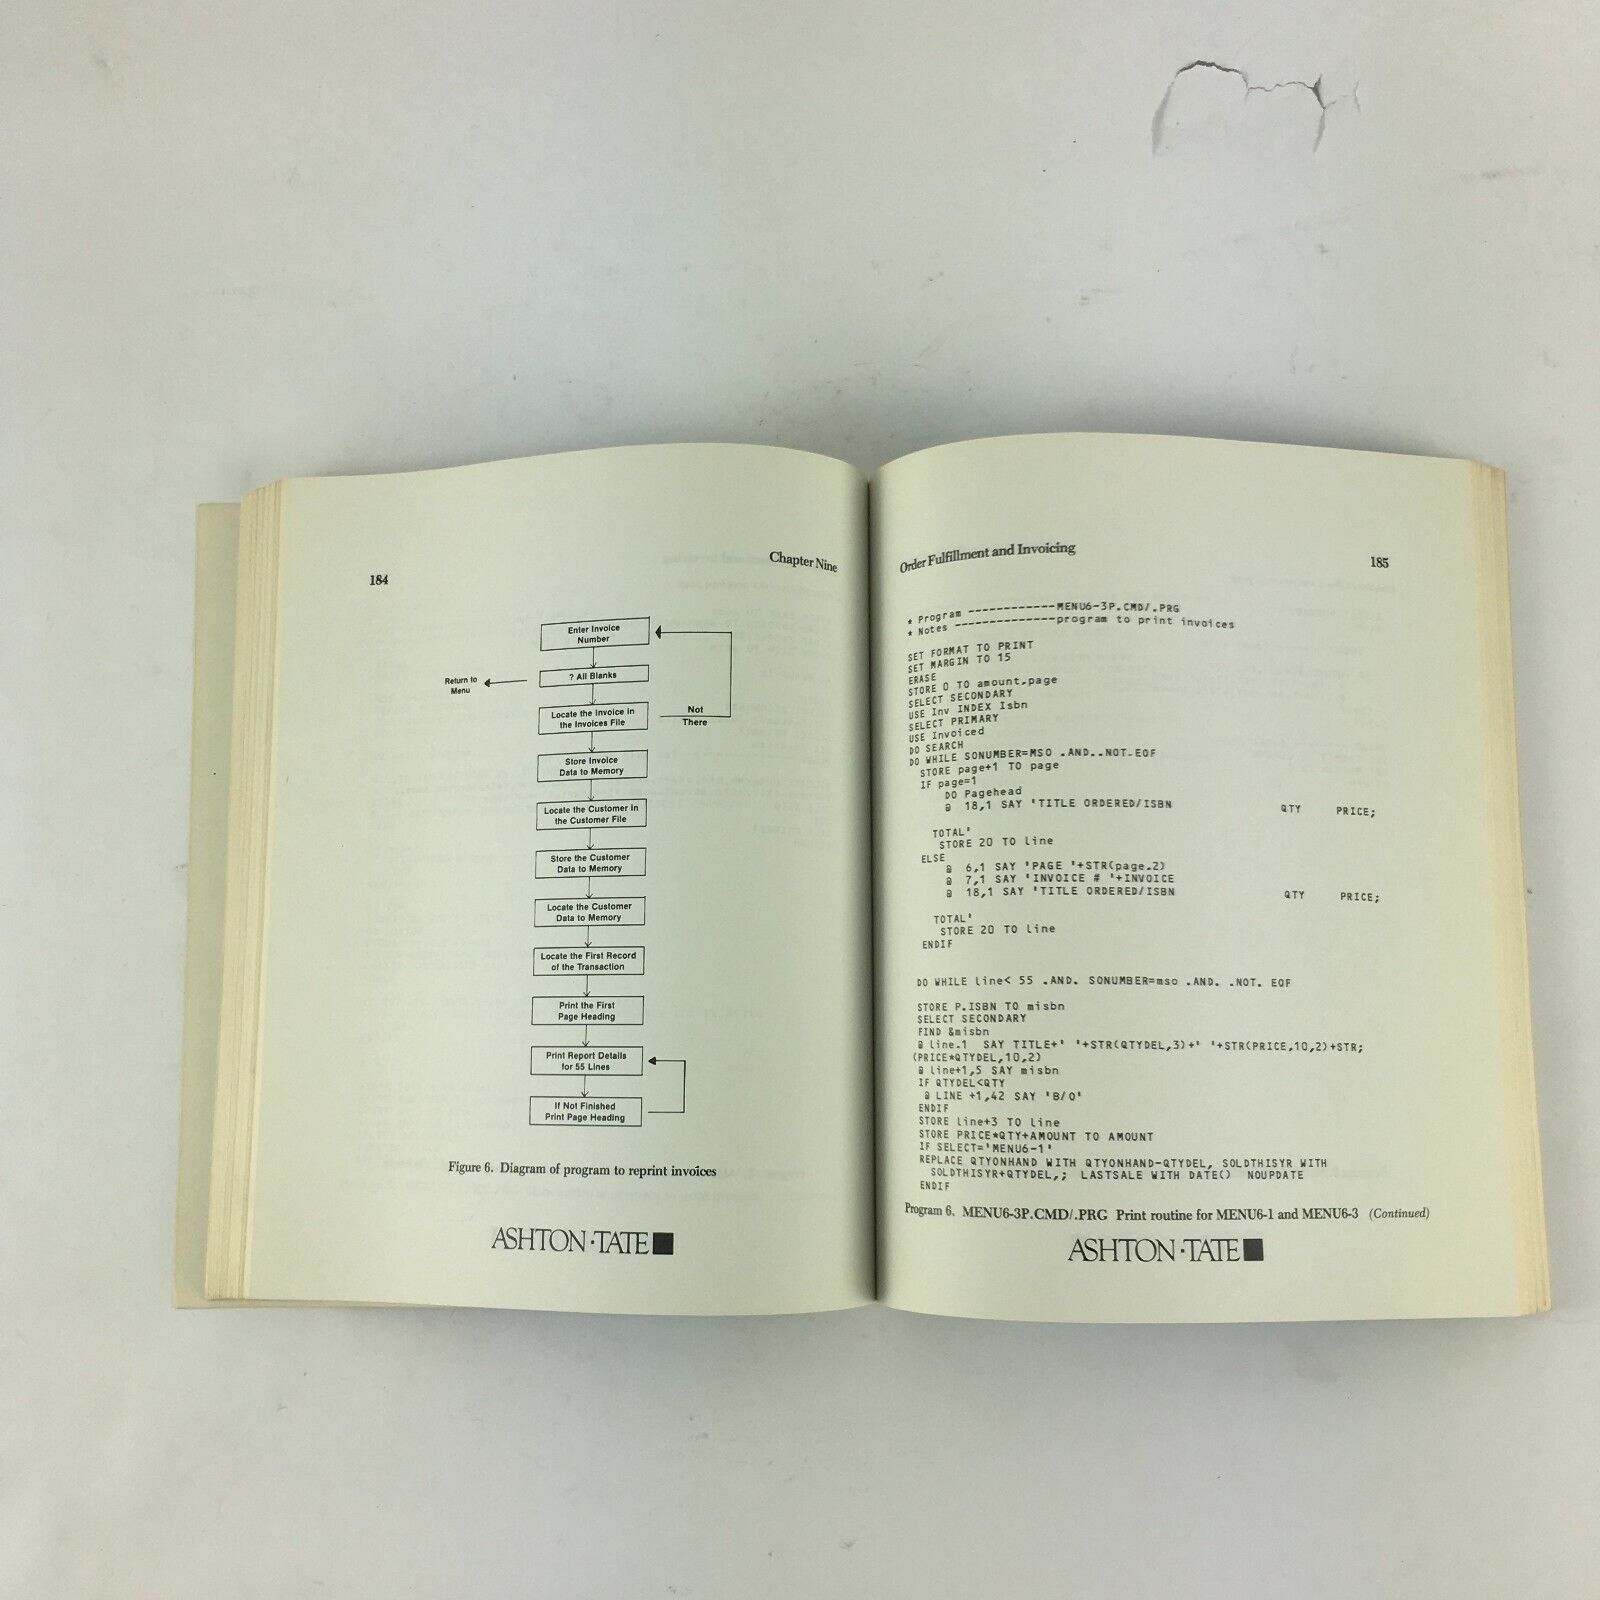 184
Chapter Nine
Enter Invoice
Number
? All Blanks
Return to
Menu
Locate the Invoice in
the Invoices File
Not
There
Store Invoice
Data to Memory
Locate the Customer in
the Customer File
Store the Customer
Data to Memory
Locate the Customer
Data to Memory
Locate the First Record
of the Transaction
Print the First
Page Heading
Print Report Details
for 55 Lines
If Not Finished
Print Page Heading
Figure 6. Diagram of program to reprint invoices
ASHTON·TATE
Order Fulfillment and Invoicing
185
* Program ------------MENU6-3P.CMD/.PRG
* Notes --------------program to print invoices
SET FORMAT TO PRINT
SET MARGIN TO 15
ERASE
STORE 0 TO amount,page
SELECT SECONDARY
USE Inv INDEX Isbn
SELECT PRIMARY
USE Invoiced
DO SEARCH
DO WHILE SONUMBER=MSO .AND..NOT.EOF
STORE page+1 TO page
IF page=1
DO Pagehead
@ 18,1 SAY 'TITLE ORDERED/ISBN QTY PRICE;
TOTAL'
STORE 20 TO line
ELSE
@ 6,1 SAY 'PAGE '+STR(page.2)
@ 7,1 SAY 'INVOICE # '+INVOICE
@ 18,1 SAY 'TITLE ORDERED/ISBN QTY PRICE;
TOTAL'
STORE 20 TO line
ENDIF
DO WHILE line< 55 .AND. SONUMBER=mso .AND. .NOT. EOF
STORE P.ISBN TO misbn
SELECT SECONDARY
FIND &misbn
@ line.1 SAY TITLE+' '+STR(QTYDEL,3)+' '+STR(PRICE,10,2)+STR;
(PRICE*QTYDEL,10,2)
@ line+1,5 SAY misbn
IF QTYDEL<QTY
@ LINE +1,42 SAY 'B/O'
ENDIF
STORE line+3 TO line
STORE PRICE*QTY+AMOUNT TO AMOUNT
IF SELECT='MENU6-1'
REPLACE QTYONHAND WITH QTYONHAND-QTYDEL, SOLDTHISYR WITH
SOLDTHISYR+QTYDEL,; LASTSALE WITH DATE() NOUPDATE
ENDIF
Program 6. MENU6-3P.CMD/.PRG Print routine for MENU6-1 and MENU6-3 (Continued)
ASHTON·TATE